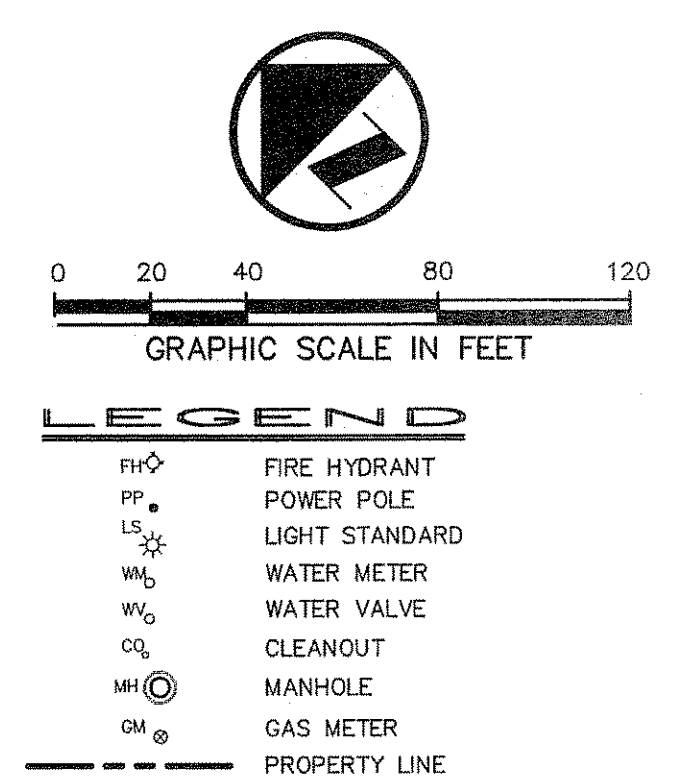 0 20 40 80 120
GRAPHIC SCALE IN FEET
LEGEND
FH FIRE HYDRANT
PP POWER POLE
LS LIGHT STANDARD
WM WATER METER
WV WATER VALVE
CO CLEANOUT
MH MANHOLE
GM GAS METER
PROPERTY LINE